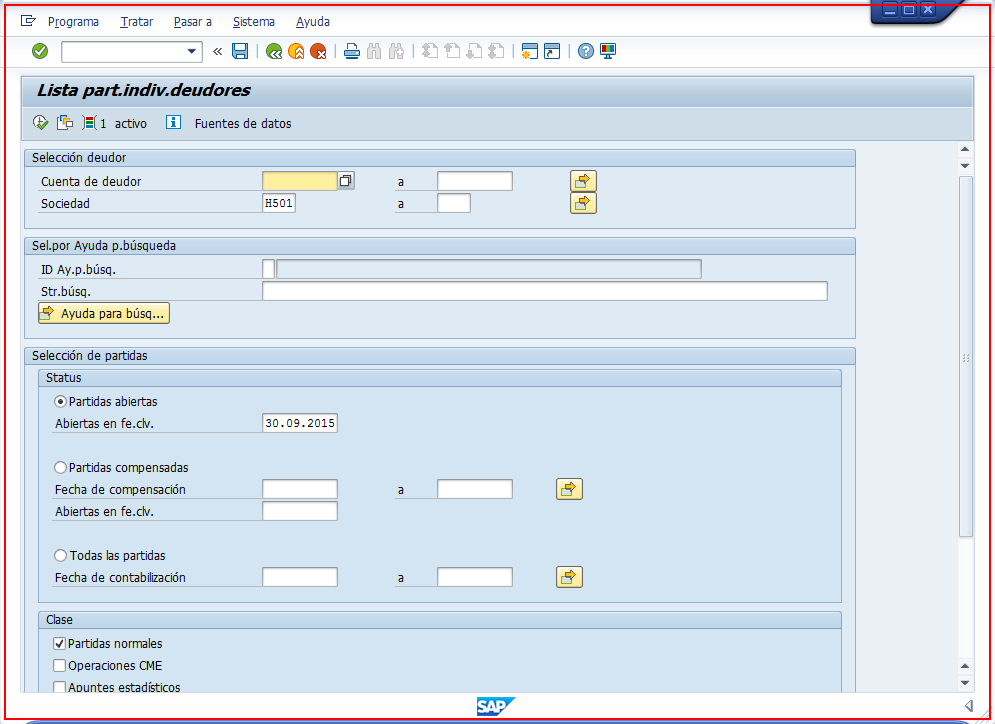 Programa Tratar Pasar a Sistema Ayuda
«
Lista part.indiv.deudores
1 activo Fuentes de datos
Selección deudor
Cuenta de deudor a
Sociedad H501 a
Sel.por Ayuda p.búsqueda
ID Ay.p.búsq.
Str.búsq.
Ayuda para búsq...
Selección de partidas
Status
Partidas abiertas
Abiertas en fe.clv. 30.09.2015
Partidas compensadas
Fecha de compensación a
Abiertas en fe.clv.
Todas las partidas
Fecha de contabilización a
Clase
Partidas normales
Operaciones CME
Apuntes estadísticos
SAP